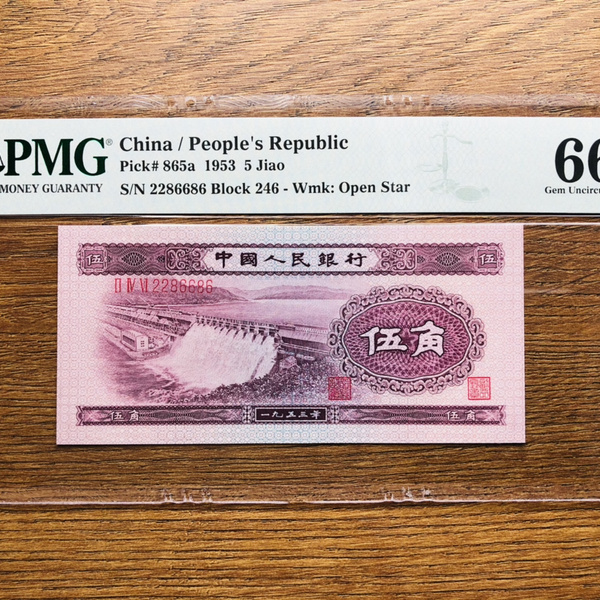 PMG®
MONEY GUARANTY
China / People's Republic
Pick# 865a 1953 5 Jiao
S/N 2286686 Block 246 - Wmk: Open Star
66
Gem Uncirc
伍 中國人民銀行 伍
II IV VI 2286686
伍角
伍角 一九五三年 伍角